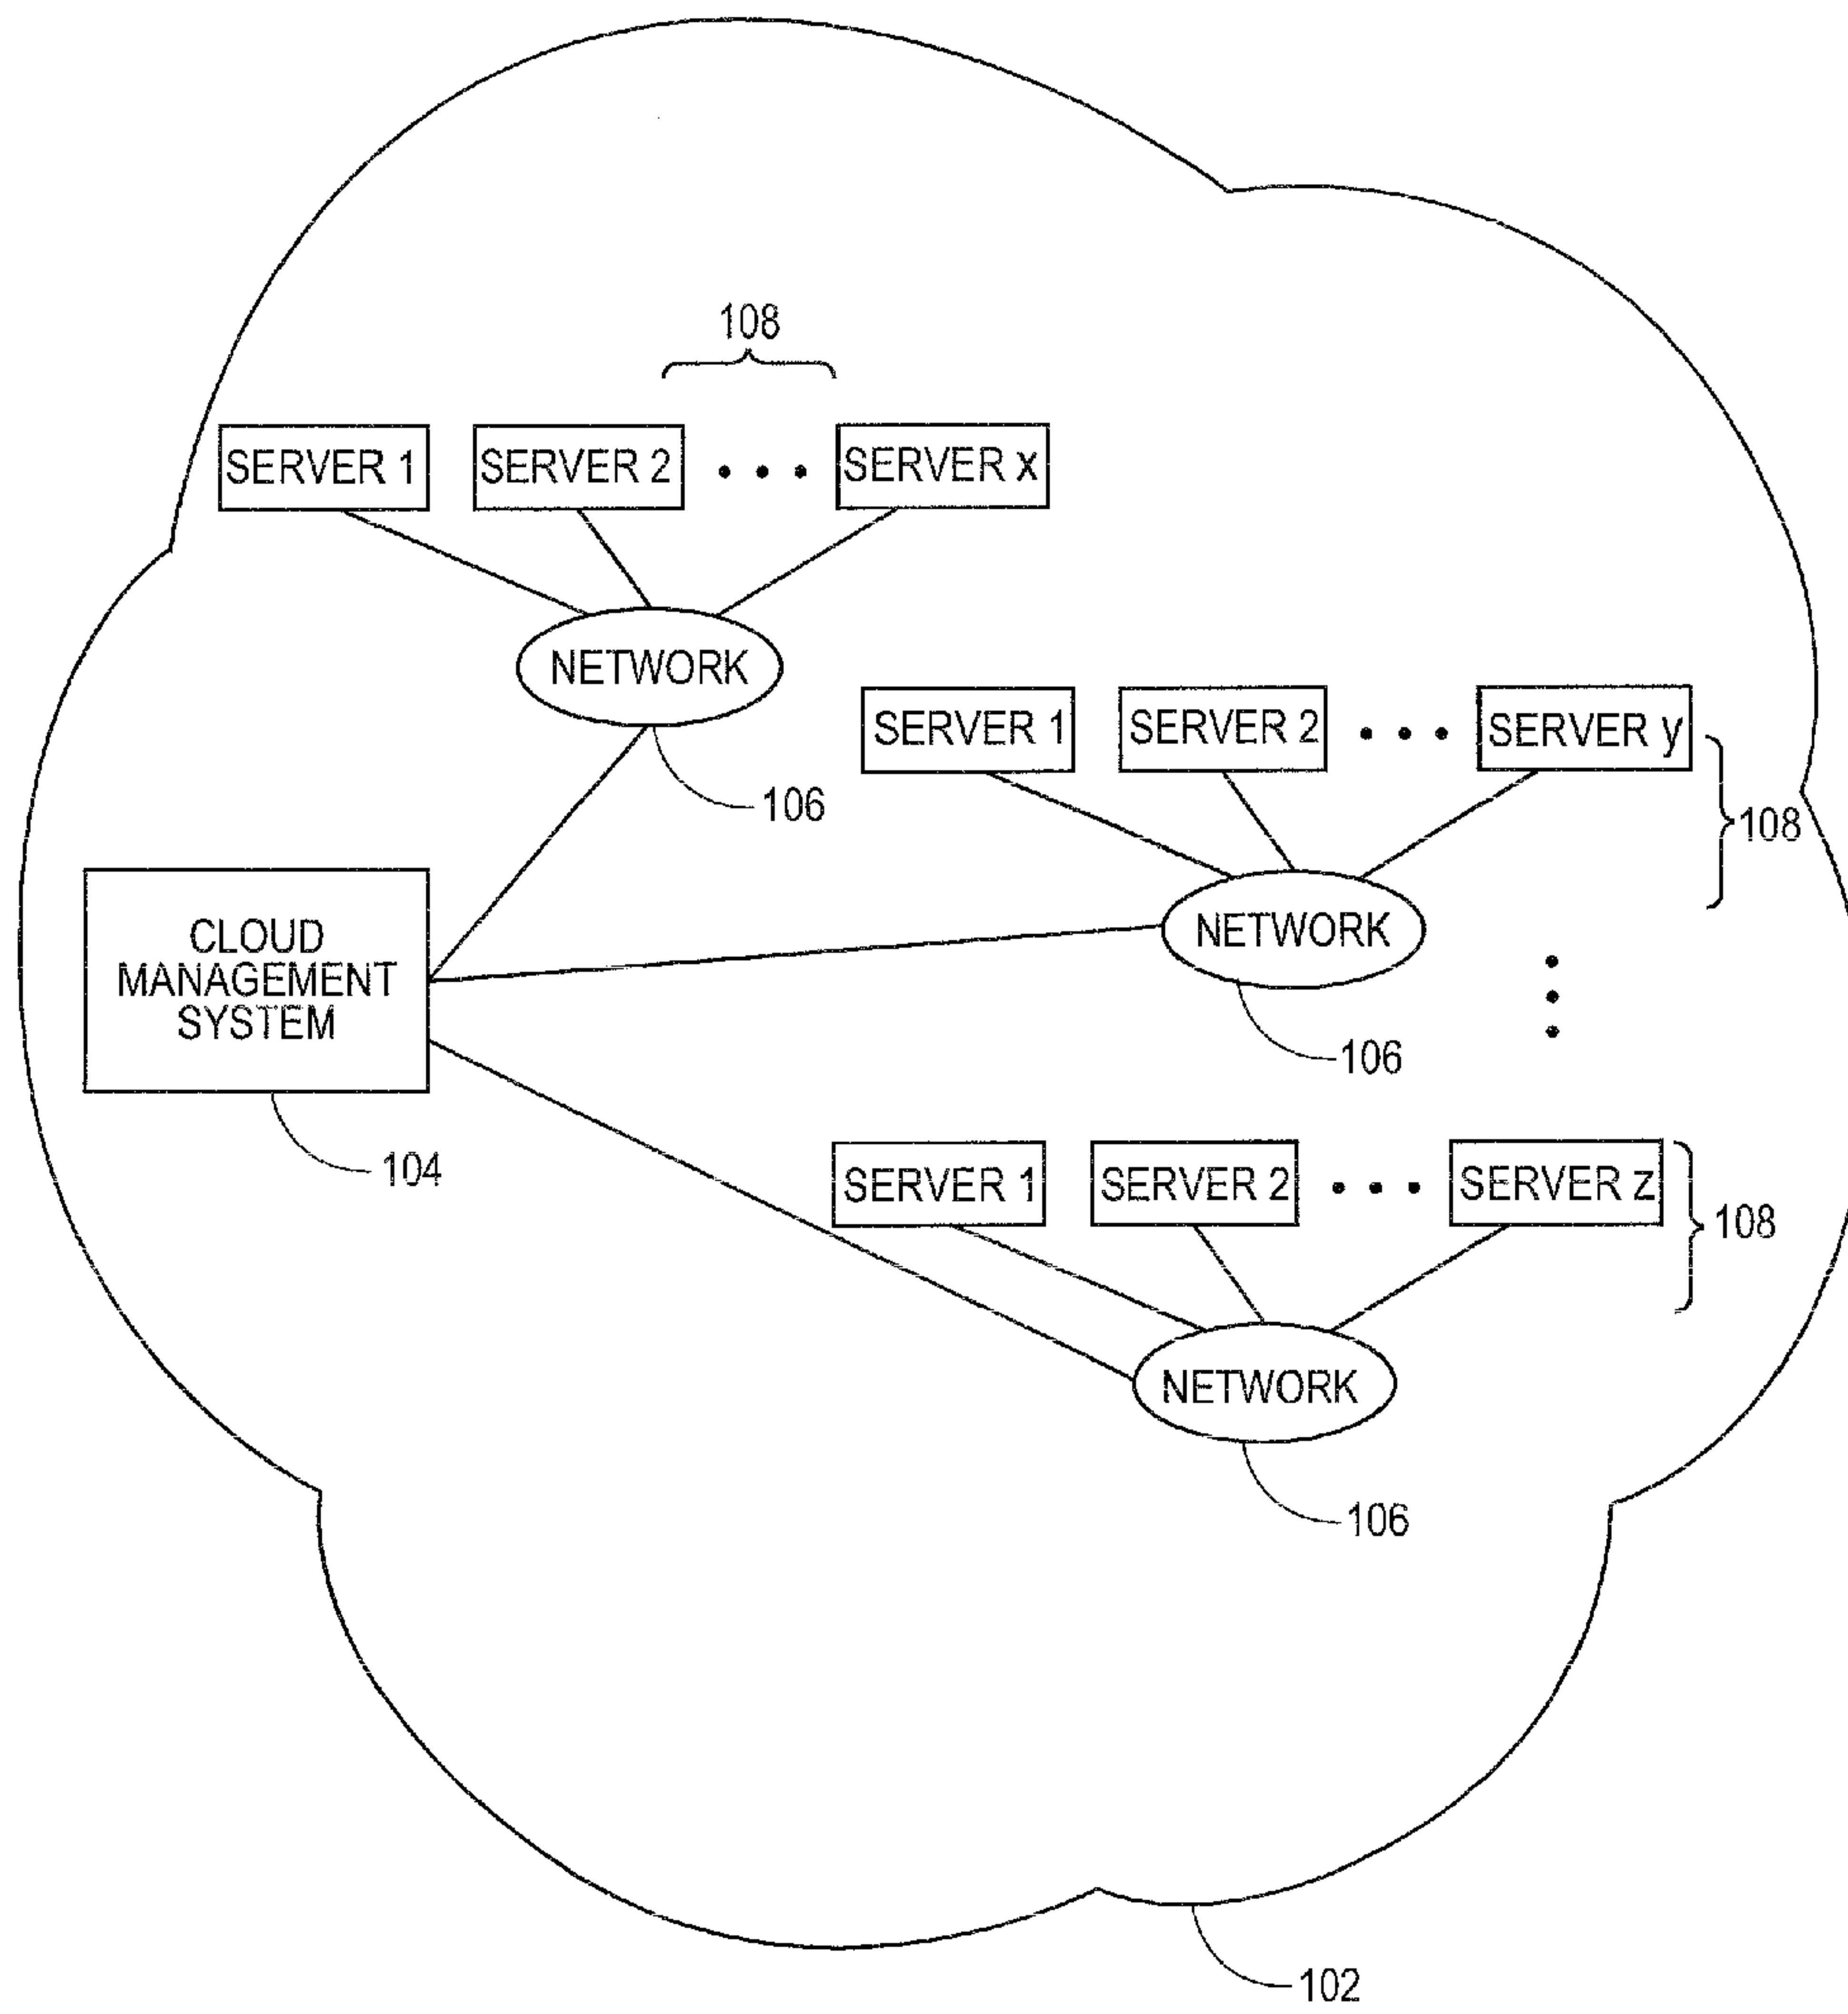 108
SERVER 1 SERVER 2 • • • SERVER x
NETWORK
106
SERVER 1 SERVER 2 • • • SERVER y
108
CLOUD
MANAGEMENT
SYSTEM
NETWORK
106
104
SERVER 1 SERVER 2 • • • SERVER z
108
NETWORK
106
102